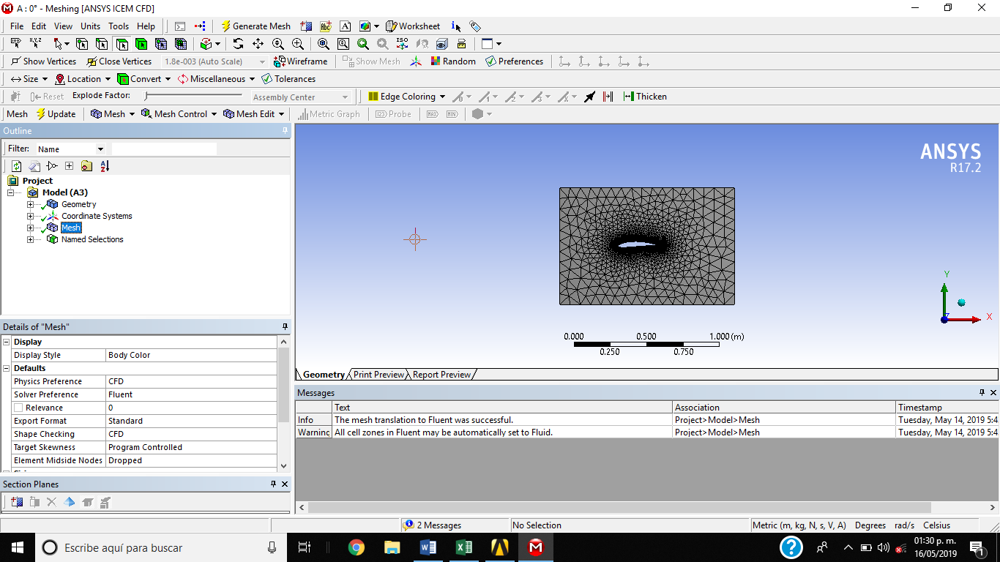 A : 0° - Meshing [ANSYS ICEM CFD]
File Edit View Units Tools Help Generate Mesh Worksheet
Show Vertices Close Vertices 1.8e-003 (Auto Scale) Wireframe Show Mesh Random Preferences
Size Location Convert Miscellaneous Tolerances
Reset Explode Factor: Assembly Center Edge Coloring Thicken
Mesh Update Mesh Mesh Control Mesh Edit Metric Graph Probe
Outline
Filter: Name
Project
Model (A3)
Geometry
Coordinate Systems
Mesh
Named Selections
Details of "Mesh"
Display
Display Style Body Color
Defaults
Physics Preference CFD
Solver Preference Fluent
Relevance 0
Export Format Standard
Shape Checking CFD
Target Skewness Program Controlled
Element Midside Nodes Dropped
Section Planes
ANSYS
R17.2
Y
Z
X
0.000 0.500 1.000 (m)
0.250 0.750
Geometry Print Preview Report Preview
Messages
Text Association Timestamp
Info The mesh translation to Fluent was successful. Project>Model>Mesh Tuesday, May 14, 2019 5:4
Warning All cell zones in Fluent may be automatically set to Fluid. Project>Model>Mesh Tuesday, May 14, 2019 5:4
2 Messages No Selection Metric (m, kg, N, s, V, A) Degrees rad/s Celsius
Escribe aquí para buscar
01:30 p. m.
16/05/2019
1